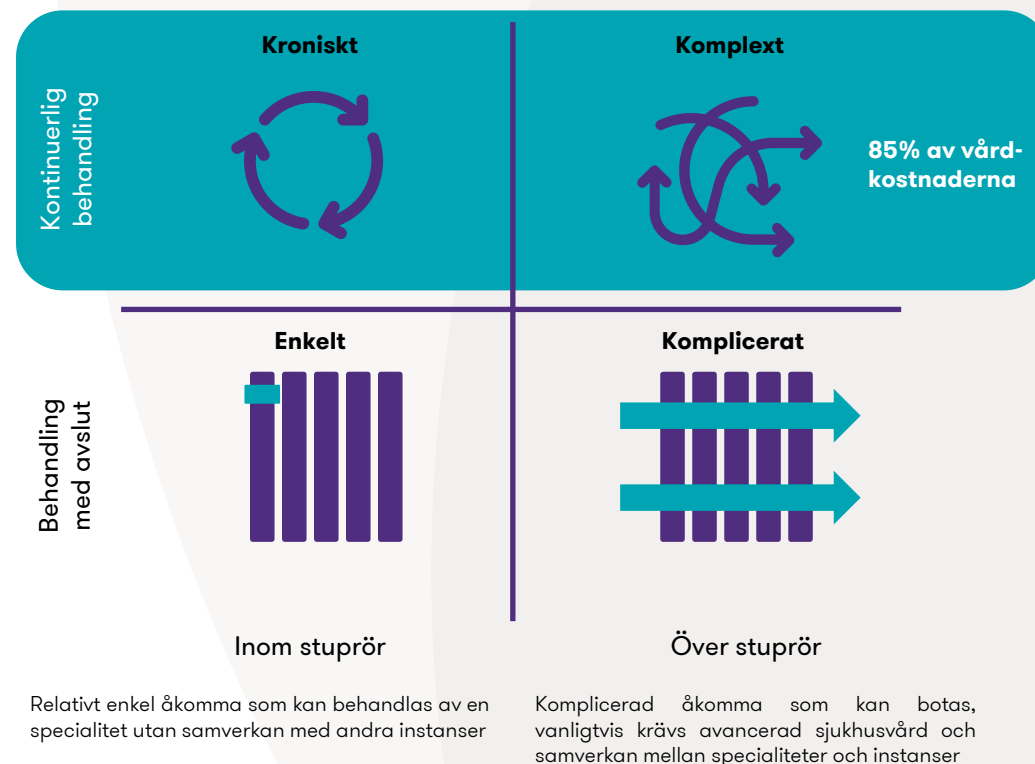 Kroniskt
Komplext
Kontinuerlig
behandling
85% av vård-
kostnaderna
Enkelt
Komplicerat
Behandling
med avslut
Inom stuprör
Över stuprör
Relativt enkel åkomma som kan behandlas av en
specialitet utan samverkan med andra instanser
Komplicerad åkomma som kan botas,
vanligtvis krävs avancerad sjukhusvård och
samverkan mellan specialiteter och instanser